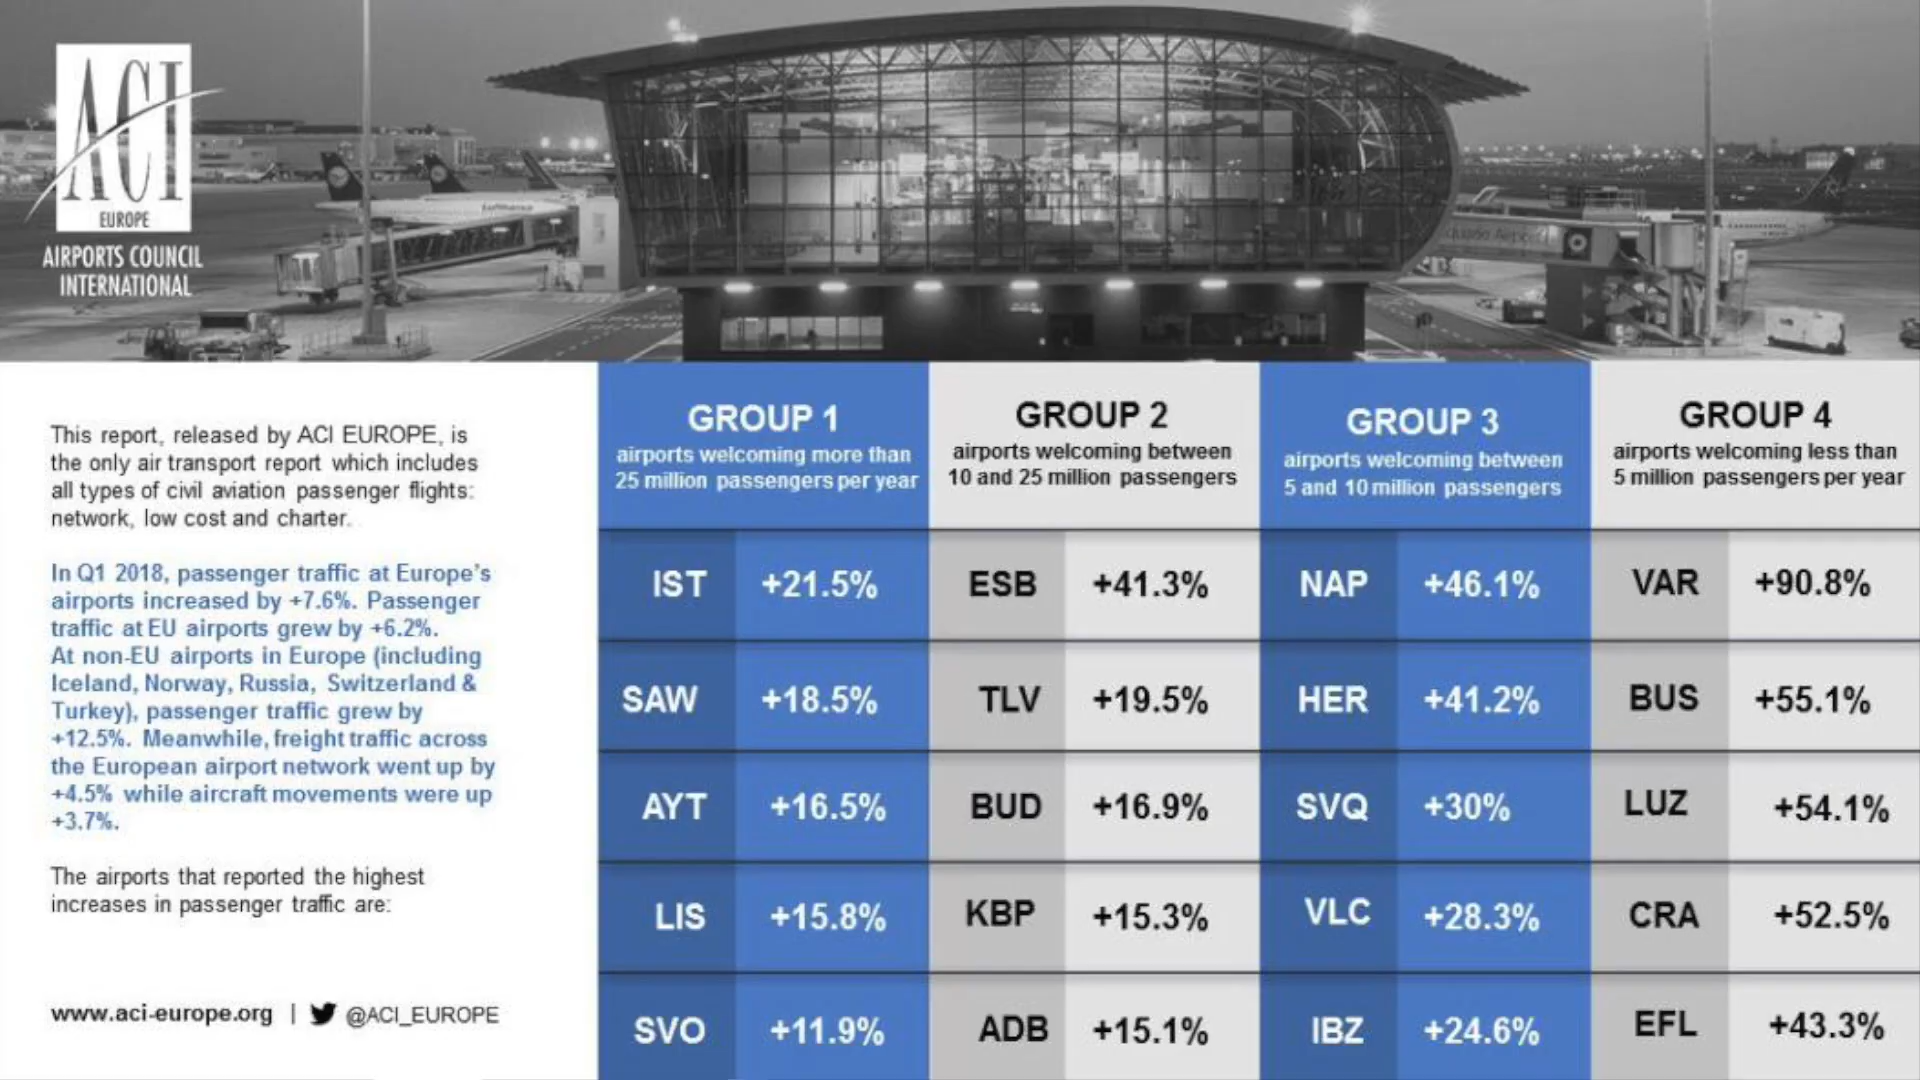 ACI
EUROPE
AIRPORTS COUNCIL
INTERNATIONAL
Lufthansa
This report, released by ACI EUROPE, is
the only air transport report which includes
all types of civil aviation passenger flights:
network, low cost and charter.
In Q1 2018, passenger traffic at Europe's
airports increased by +7.6%. Passenger
traffic at EU airports grew by +6.2%.
At non-EU airports in Europe (including
Iceland, Norway, Russia, Switzerland &
Turkey), passenger traffic grew by
+12.5%. Meanwhile, freight traffic across
the European airport network went up by
+4.5% while aircraft movements were up
+3.7%.
The airports that reported the highest
increases in passenger traffic are:
www.aci-europe.org | @ACI_EUROPE
GROUP 1
airports welcoming more than
25 million passengers per year
IST +21.5%
SAW +18.5%
AYT +16.5%
LIS +15.8%
SVO +11.9%
GROUP 2
airports welcoming between
10 and 25 million passengers
ESB +41.3%
TLV +19.5%
BUD +16.9%
KBP +15.3%
ADB +15.1%
GROUP 3
airports welcoming between
5 and 10 million passengers
NAP +46.1%
HER +41.2%
SVQ +30%
VLC +28.3%
IBZ +24.6%
GROUP 4
airports welcoming less than
5 million passengers per year
VAR +90.8%
BUS +55.1%
LUZ +54.1%
CRA +52.5%
EFL +43.3%